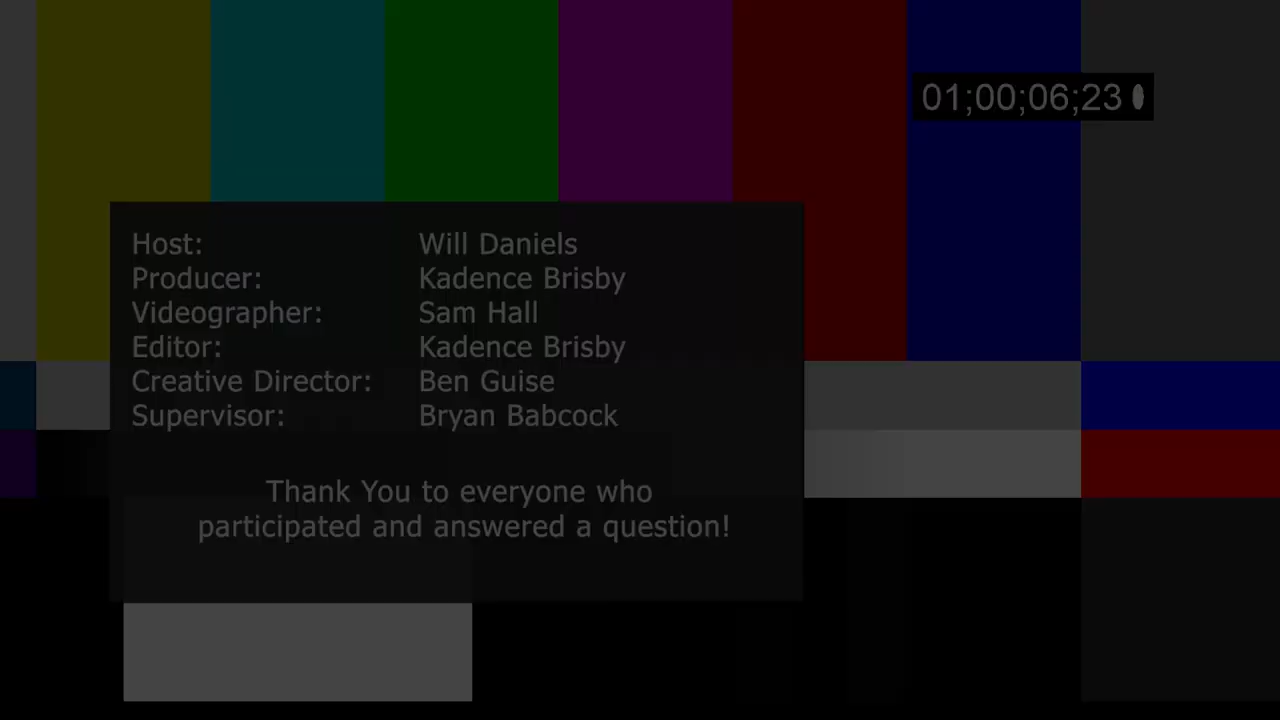 01;00;06;23
Host: Will Daniels
Producer: Kadence Brisby
Videographer: Sam Hall
Editor: Kadence Brisby
Creative Director: Ben Guise
Supervisor: Bryan Babcock
Thank You to everyone who
participated and answered a question!